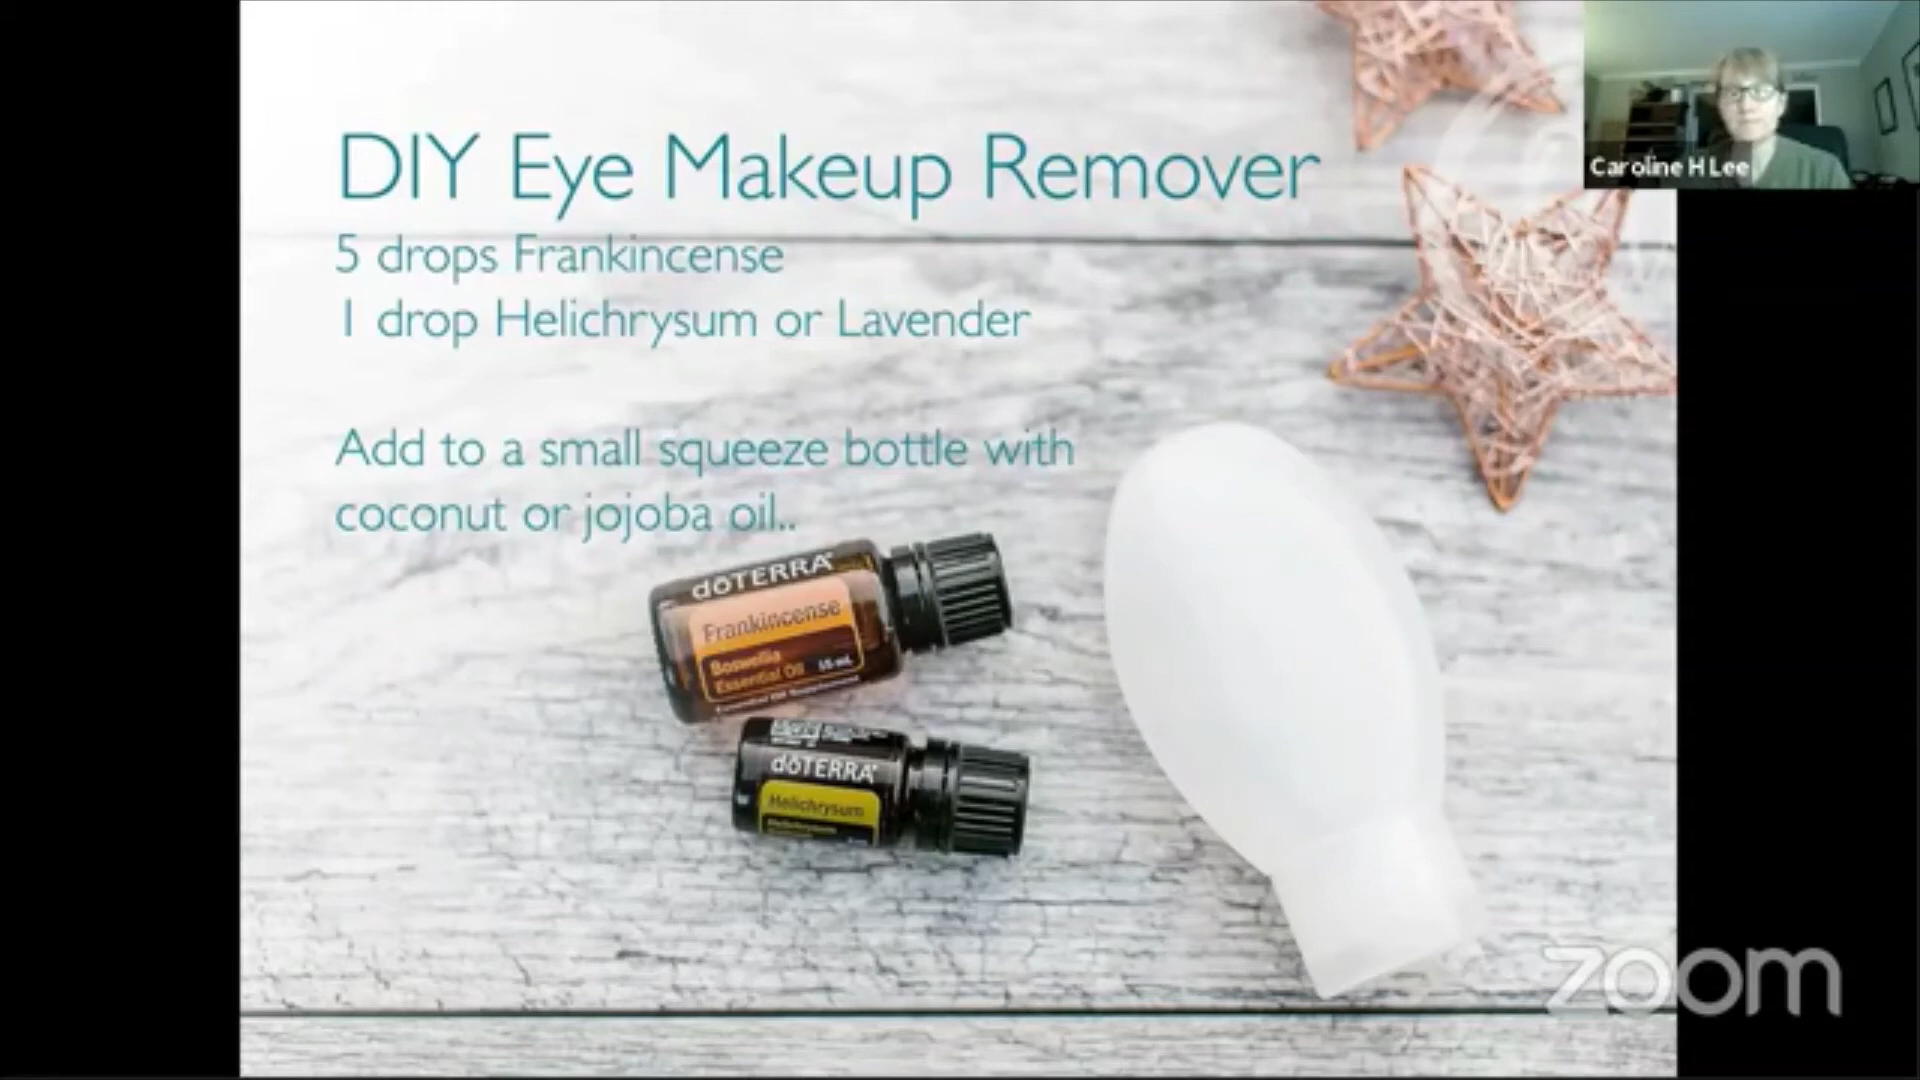 DIY Eye Makeup Remover
5 drops Frankincense
1 drop Helichrysum or Lavender
Add to a small squeeze bottle with
coconut or jojoba oil..
dōTERRA
Frankincense
Boswellia
Essential Oil 15 mL
dōTERRA
Helichrysum
Caroline H Lee
zoom